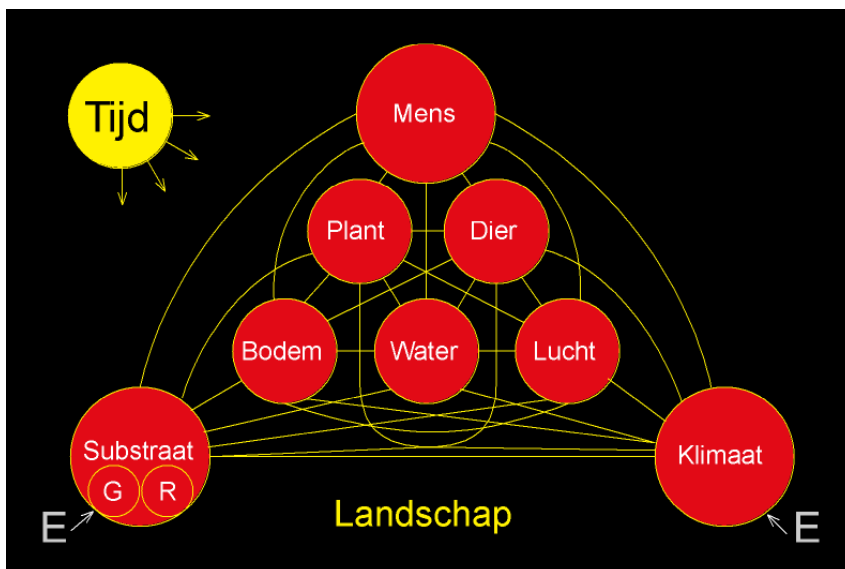 Tijd
Mens
Plant
Dier
Bodem
Water
Lucht
Substraat
G
R
Klimaat
E
Landschap
E